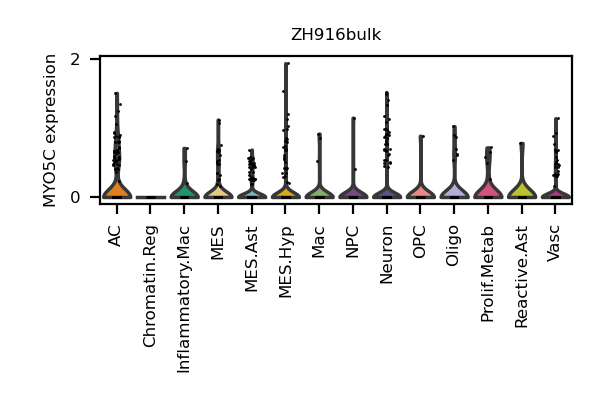 ZH916bulk
MYO5C expression
2
0
AC
Chromatin.Reg
Inflammatory.Mac
MES
MES.Ast
MES.Hyp
Mac
NPC
Neuron
OPC
Oligo
Prolif.Metab
Reactive.Ast
Vasc